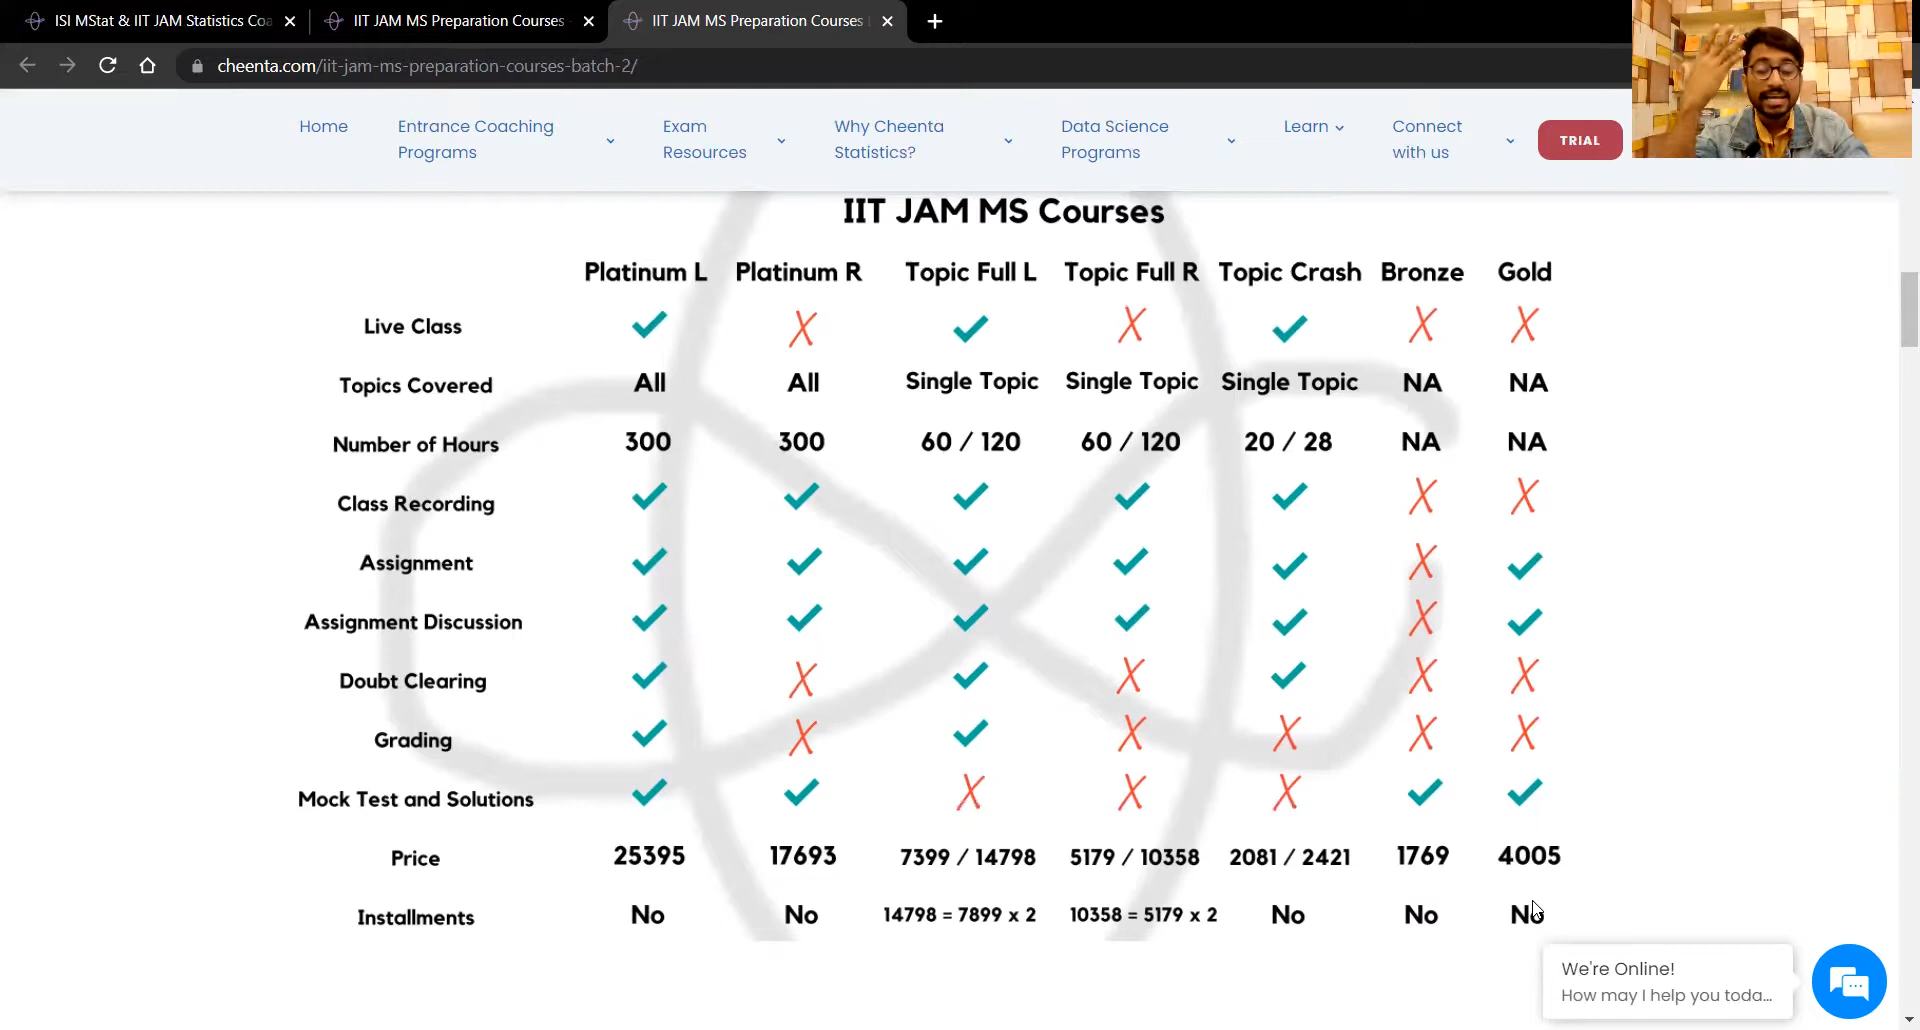 ISI MStat & IIT JAM Statistics Coa
IIT JAM MS Preparation Courses
IIT JAM MS Preparation Courses
cheenta.com/iit-jam-ms-preparation-courses-batch-2/
Home
Entrance Coaching
Programs
Exam
Resources
Why Cheenta
Statistics?
Data Science
Programs
Learn
Connect
with us
TRIAL
IIT JAM MS Courses
Platinum L Platinum R Topic Full L Topic Full R Topic Crash Bronze Gold
Live Class
Topics Covered All All Single Topic Single Topic Single Topic NA NA
Number of Hours 300 300 60 / 120 60 / 120 20 / 28 NA NA
Class Recording
Assignment
Assignment Discussion
Doubt Clearing
Grading
Mock Test and Solutions
Price 25395 17693 7399 / 14798 5179 / 10358 2081 / 2421 1769 4005
Installments No No 14798 = 7899 x 2 10358 = 5179 x 2 No No No
We're Online!
How may I help you toda...